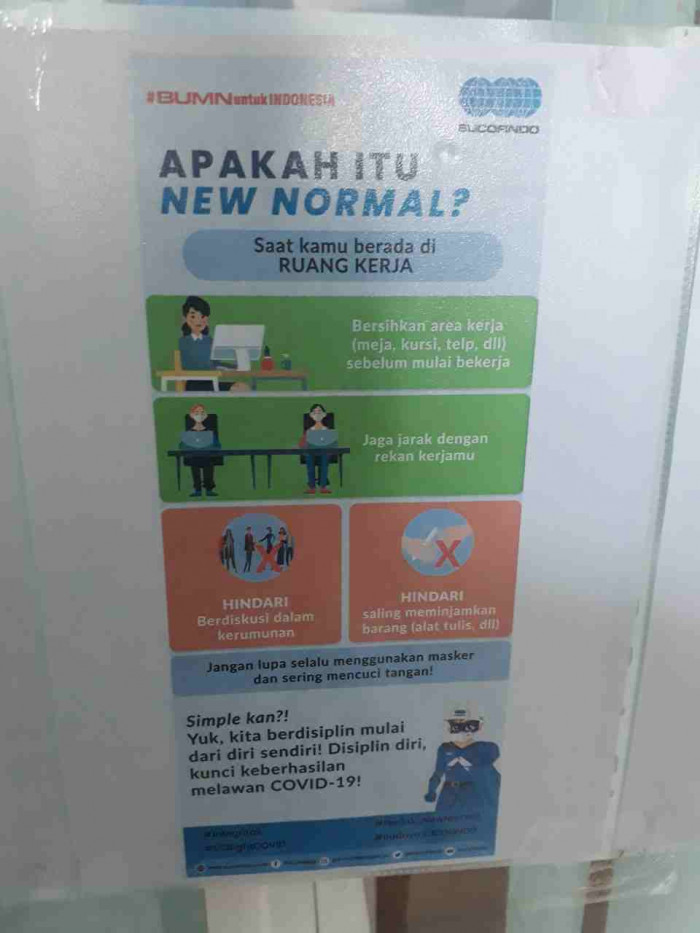 #BUMNuntukINDONESIA
SUCOFINDO
APAKAH ITU
NEW NORMAL?
Saat kamu berada di
RUANG KERJA
Bersihkan area kerja
(meja, kursi, telp, dll)
sebelum mulai bekerja
Jaga jarak dengan
rekan kerjamu
HINDARI
Berdiskusi dalam
kerumunan
HINDARI
saling meminjamkan
barang (alat tulis, dll)
Jangan lupa selalu menggunakan masker
dan sering mencuci tangan!
Simple kan?!
Yuk, kita berdisiplin mulai
dari diri sendiri! Disiplin diri,
kunci keberhasilan
melawan COVID-19!